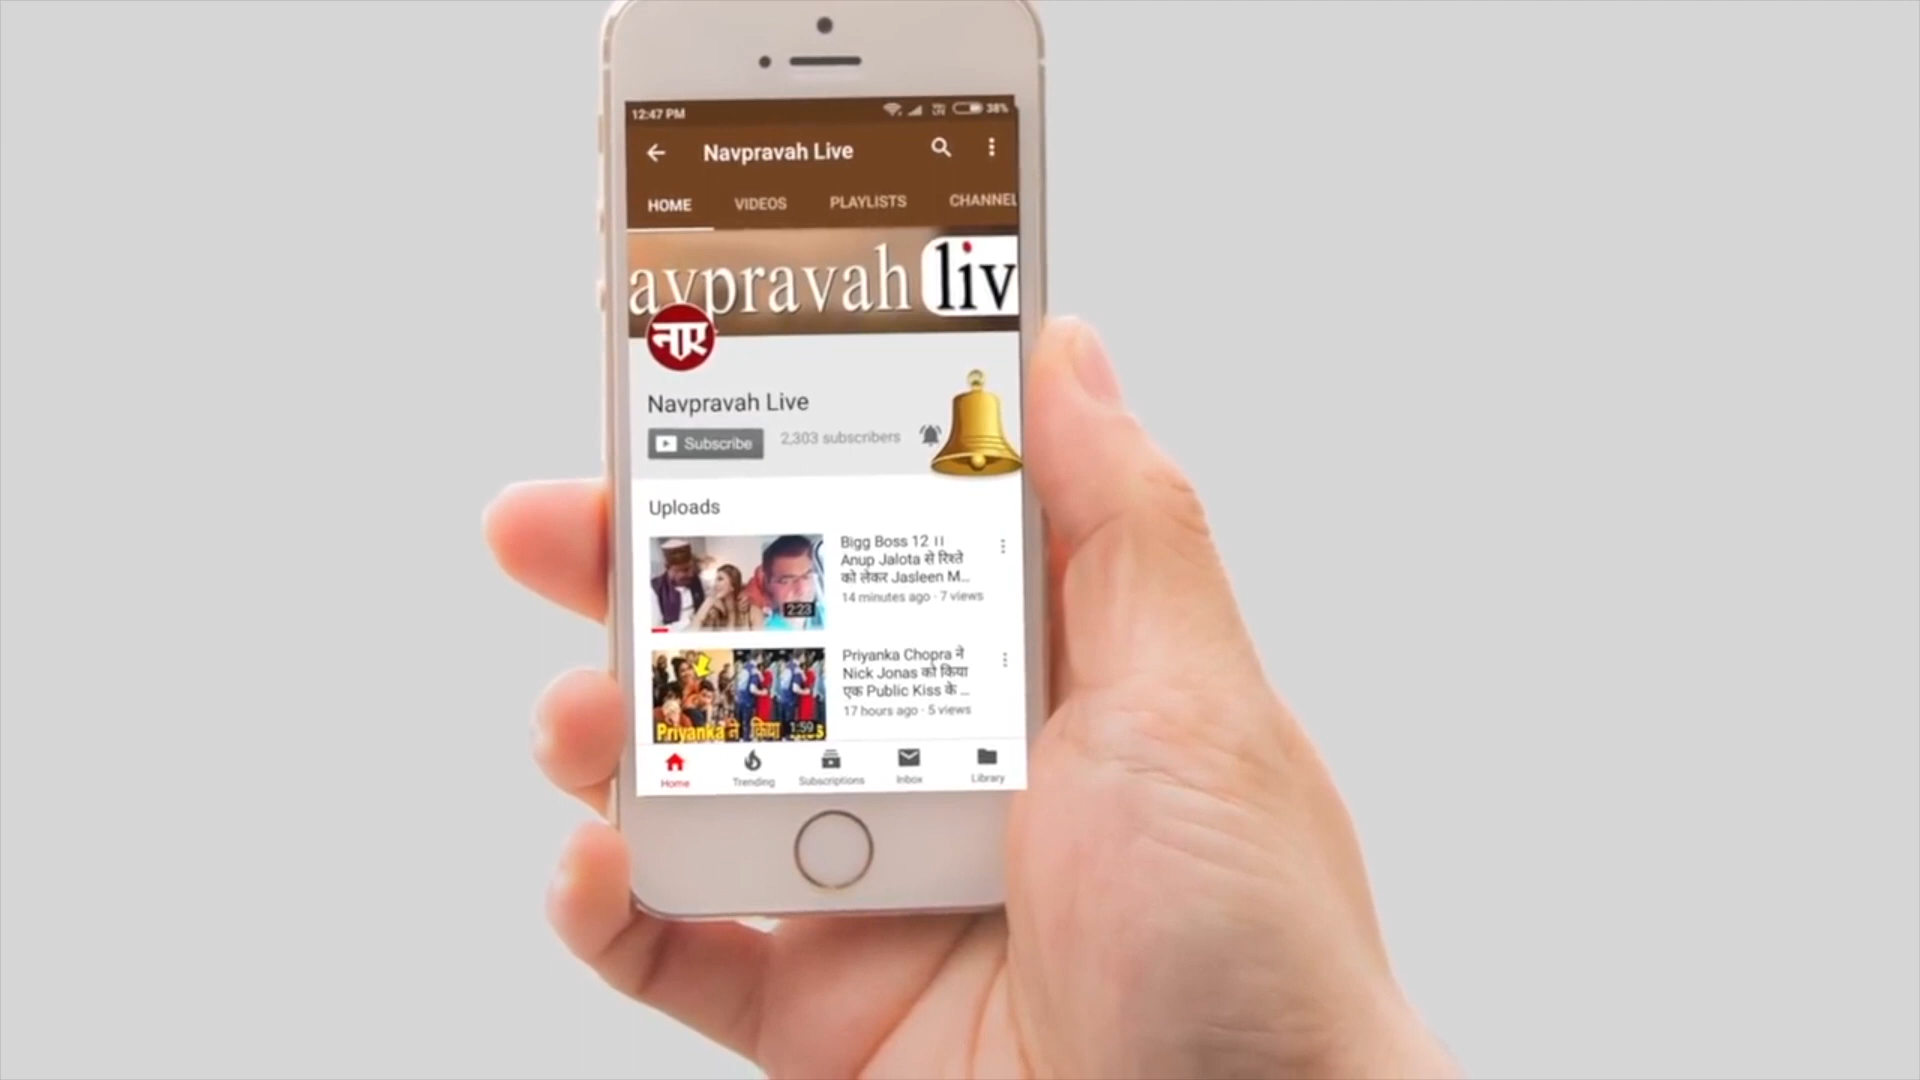 12:47 PM
38%
Navpravah Live
HOME VIDEOS PLAYLISTS CHANNEL
avpravah liv
नए
Navpravah Live
Subscribe 2,303 subscribers
Uploads
Bigg Boss 12 ।।
Anup Jalota से रिश्ते
को लेकर Jasleen M...
14 minutes ago · 7 views
2:23
Priyanka Chopra ने
Nick Jonas को किया
एक Public Kiss के ...
17 hours ago · 5 views
Priyanka ने किया
1:59
Home Trending Subscriptions Inbox Library